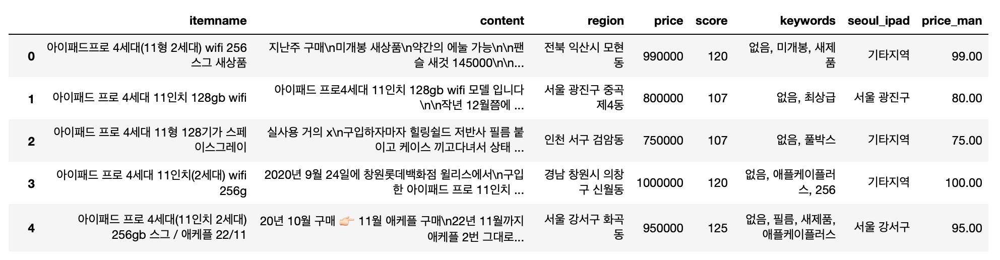 itemname content region price score keywords seoul_ipad price_man
0 아이패드프로 4세대(11형 2세대) wifi 256 스그 새상품 지난주 구매\n미개봉 새상품\n약간의 에눌 가능\n\n팬슬 새것 145000\n\n... 전북 익산시 모현동 990000 120 없음, 미개봉, 새제품 기타지역 99.00
1 아이패드 프로 4세대 11인치 128gb wifi 아이패드 프로4세대 11인치 128gb wifi 모델 입니다\n\n작년 12월쯤에 ... 서울 광진구 중곡제4동 800000 107 없음, 최상급 서울 광진구 80.00
2 아이패드 프로 4세대 11형 128기가 스페이스그레이 실사용 거의 x\n구입하자마자 힐링쉴드 저반사 필름 붙이고 케이스 끼고다녀서 상태 ... 인천 서구 검암동 750000 107 없음, 풀박스 기타지역 75.00
3 아이패드 프로 4세대 11인치(2세대) wifi 256g 2020년 9월 24일에 창원롯데백화점 윌리스에서\n구입한 아이패드 프로 11인치 ... 경남 창원시 의창구 신월동 1000000 120 없음, 애플케이플러스, 256 기타지역 100.00
4 아이패드 프로 4세대(11인치 2세대) 256gb 스그 / 애케플 22/11 20년 10월 구매 👉🏻 11월 애케플 구매\n22년 11월까지 애케플 2번 그대로... 서울 강서구 화곡동 950000 125 없음, 필름, 새제품, 애플케이플러스 서울 강서구 95.00